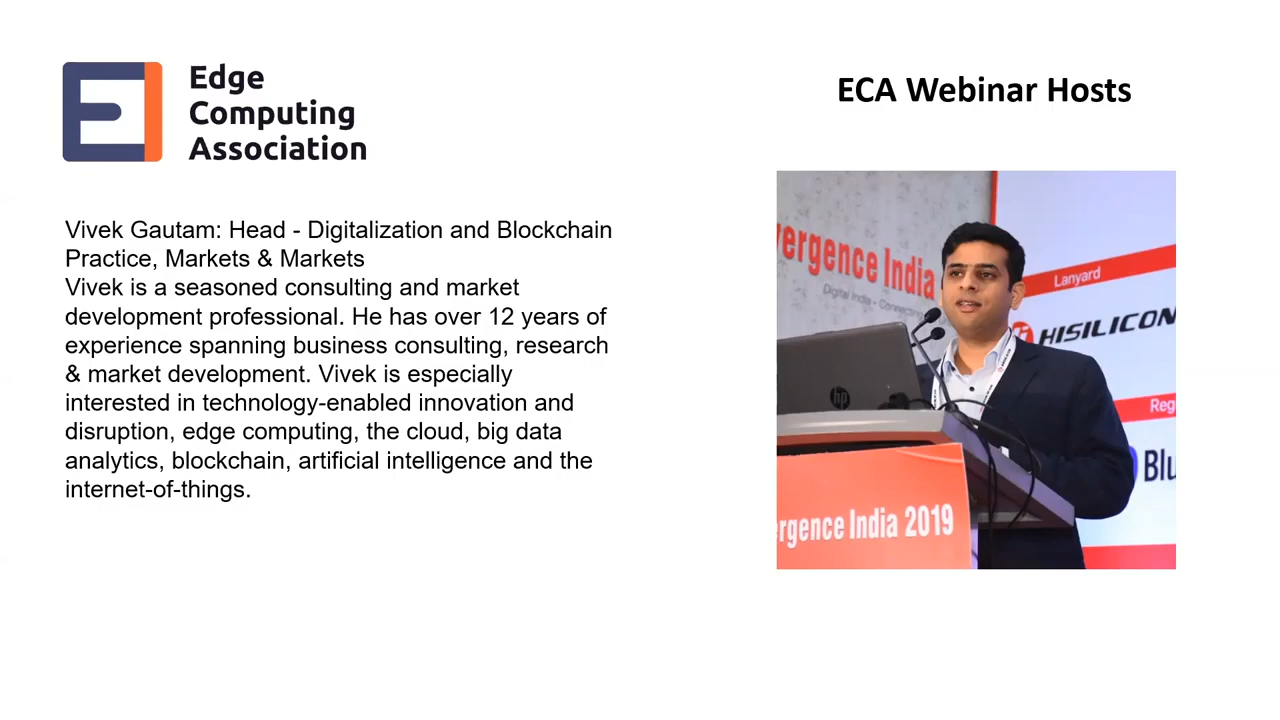 Edge
Computing
Association
ECA Webinar Hosts
Vivek Gautam: Head - Digitalization and Blockchain
Practice, Markets & Markets
Vivek is a seasoned consulting and market
development professional. He has over 12 years of
experience spanning business consulting, research
& market development. Vivek is especially
interested in technology-enabled innovation and
disruption, edge computing, the cloud, big data
analytics, blockchain, artificial intelligence and the
internet-of-things.
vergence India
Digital India - Connecting
Lanyard
HISILICON
Reg
Blu
hp
rgence India 2019